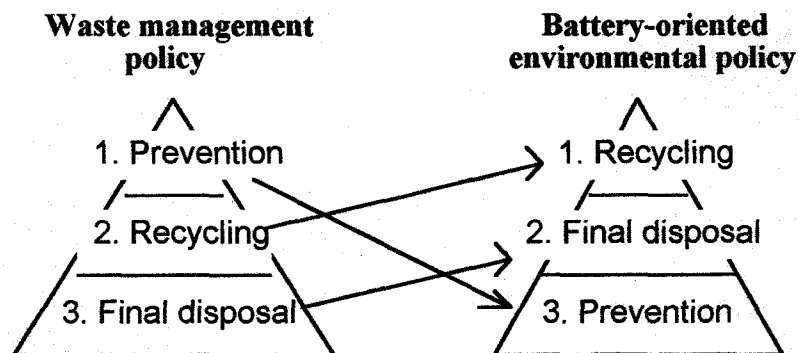 Waste management
policy
1. Prevention
2. Recycling
3. Final disposal
Battery-oriented
environmental policy
1. Recycling
2. Final disposal
3. Prevention